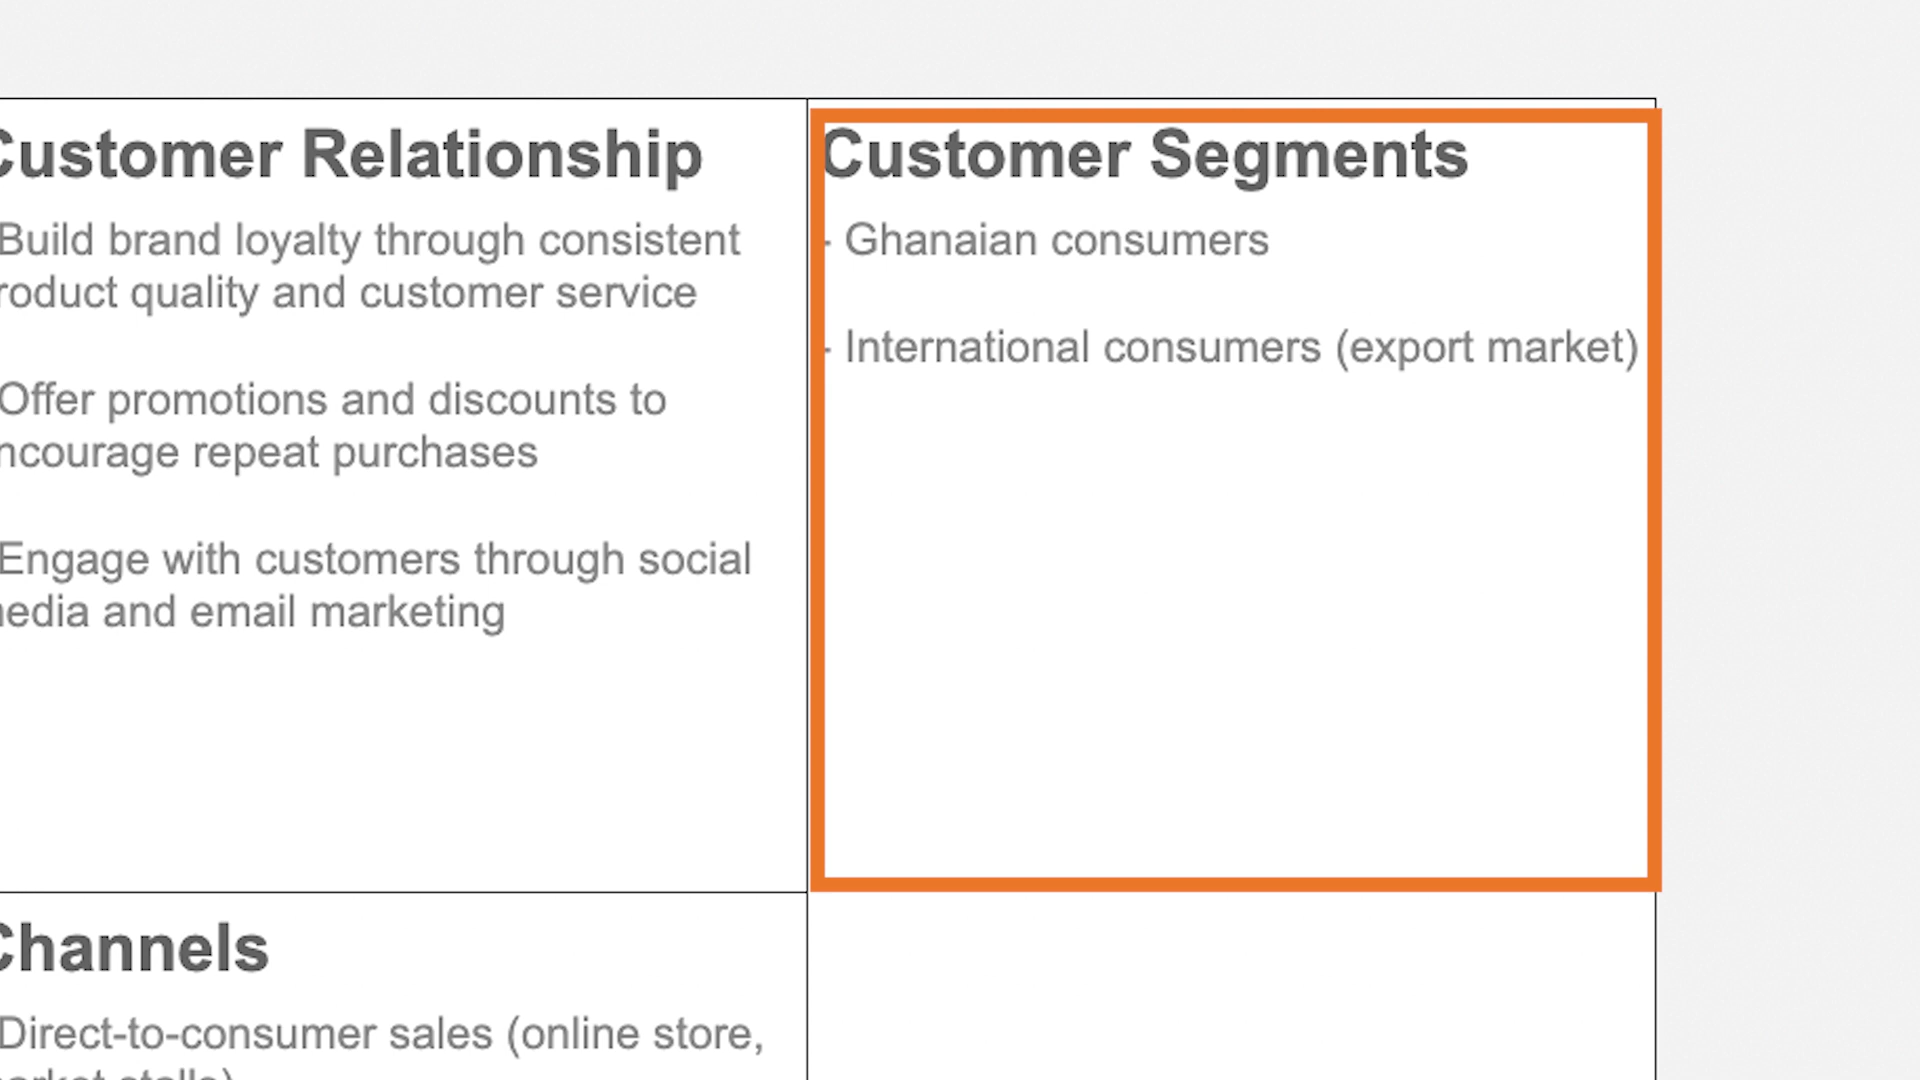 Customer Relationship
Build brand loyalty through consistent
roduct quality and customer service
Offer promotions and discounts to
ncourage repeat purchases
Engage with customers through social
edia and email marketing
Customer Segments
- Ghanaian consumers
- International consumers (export market)
Channels
Direct-to-consumer sales (online store,